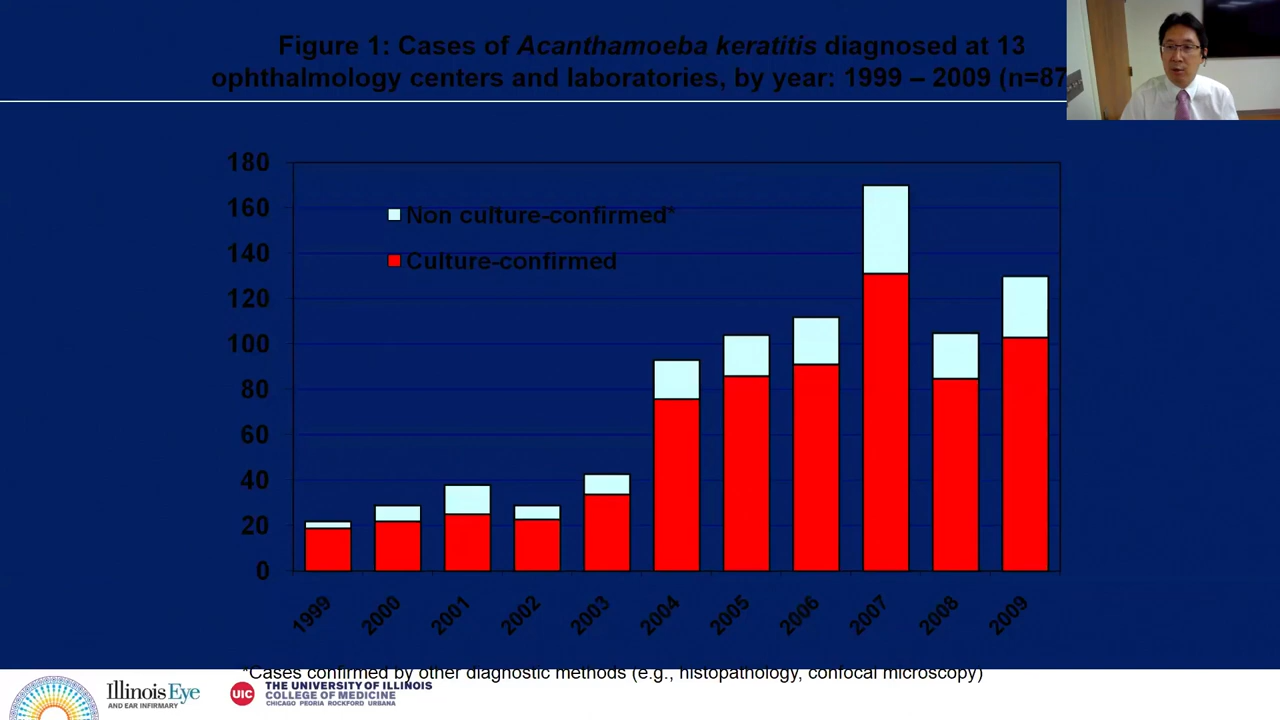 Figure 1: Cases of Acanthamoeba keratitis diagnosed at 13
ophthalmology centers and laboratories, by year: 1999 – 2009 (n=87
180
160
140
120
100
80
60
40
20
0
Non culture-confirmed*
Culture-confirmed
1999
2000
2001
2002
2003
2004
2005
2006
2007
2008
2009
*Cases confirmed by other diagnostic methods (e.g., histopathology, confocal microscopy)
Illinois Eye
AND EAR INFIRMARY
UIC
THE UNIVERSITY OF ILLINOIS
COLLEGE OF MEDICINE
CHICAGO PEORIA ROCKFORD URBANA